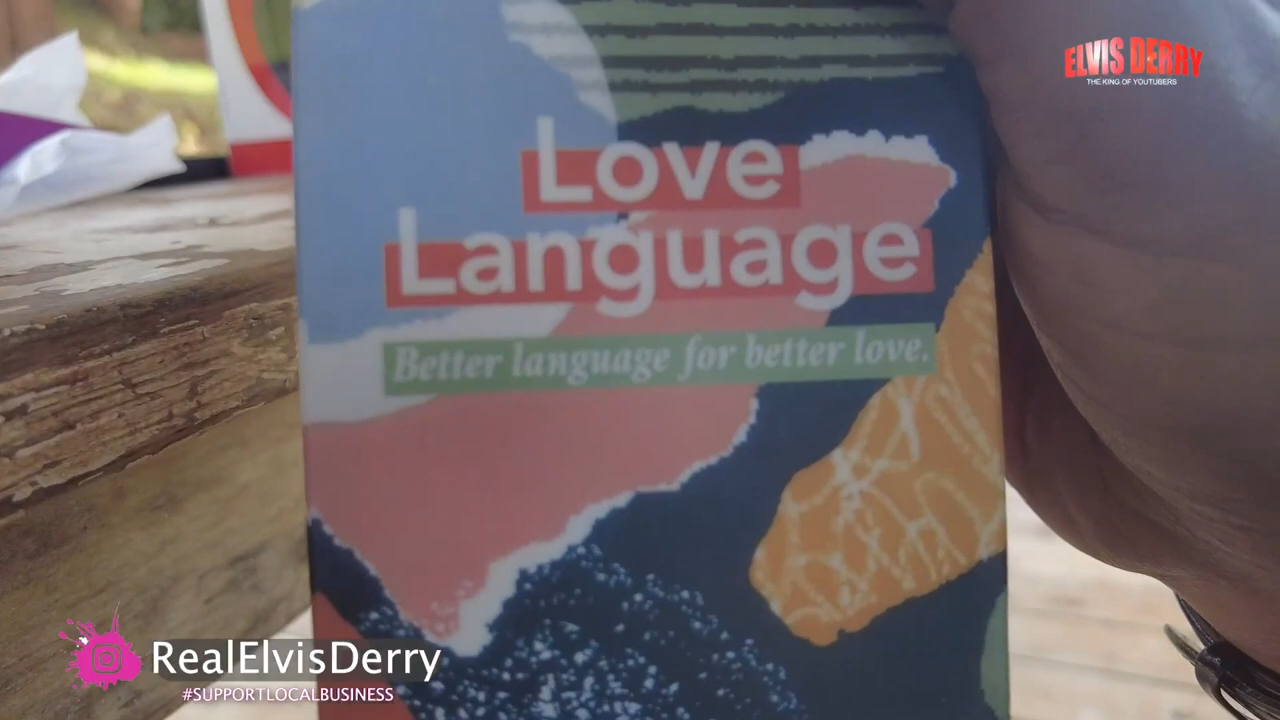 ELVIS DERRY
THE KING OF YOUTUBERS
Love
Language
Better language for better love.
RealElvisDerry
#SUPPORTLOCALBUSINESS